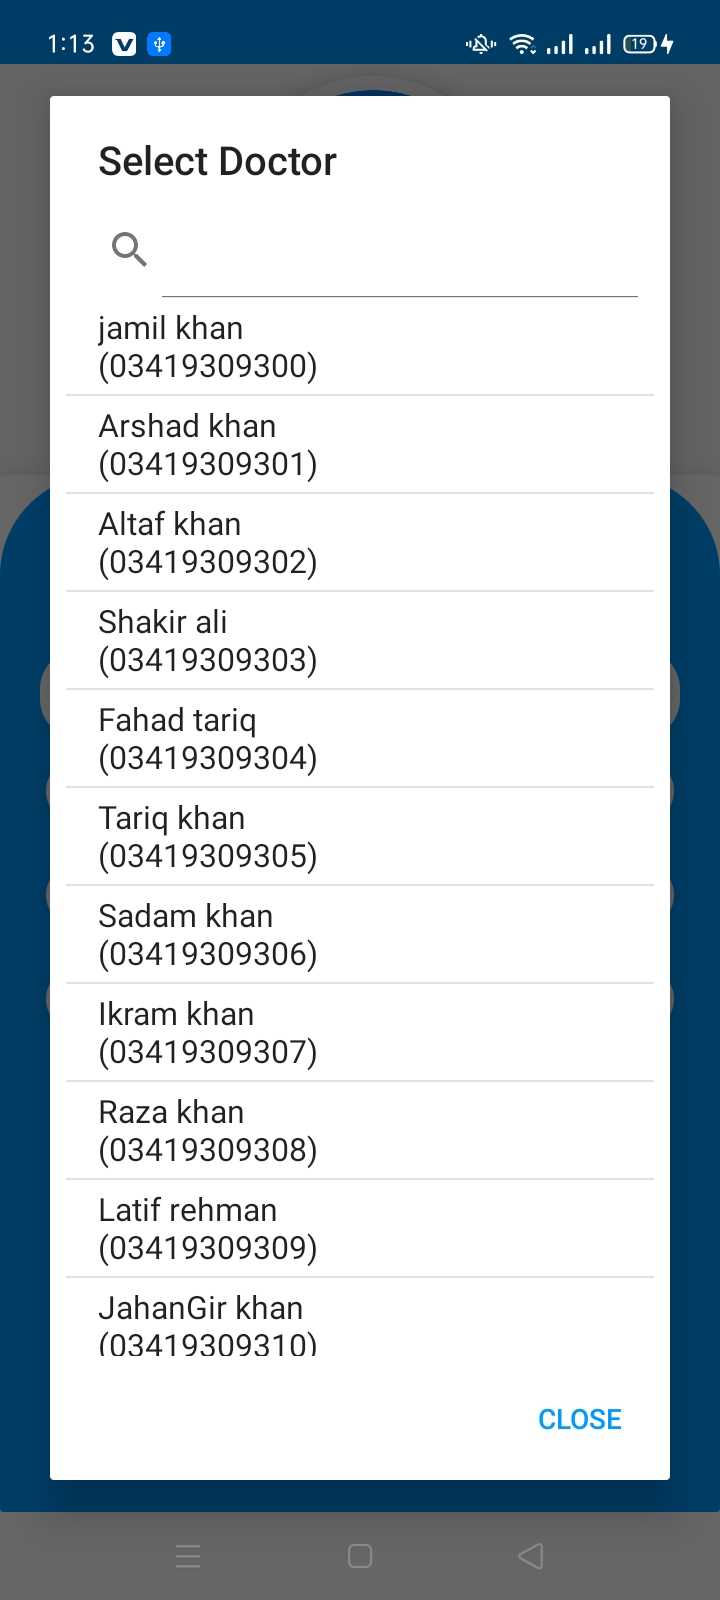 1:13
19
Select Doctor
jamil khan
(03419309300)
Arshad khan
(03419309301)
Altaf khan
(03419309302)
Shakir ali
(03419309303)
Fahad tariq
(03419309304)
Tariq khan
(03419309305)
Sadam khan
(03419309306)
Ikram khan
(03419309307)
Raza khan
(03419309308)
Latif rehman
(03419309309)
JahanGir khan
(03419309310)
CLOSE